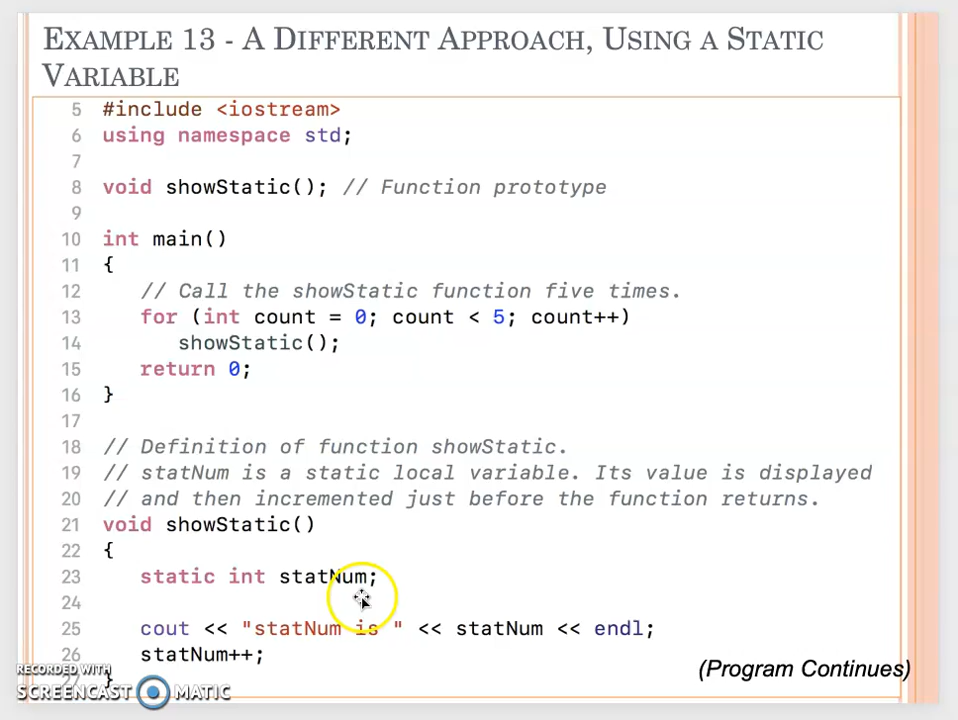 EXAMPLE 13 - A DIFFERENT APPROACH, USING A STATIC
VARIABLE
5 #include <iostream>
6 using namespace std;
7
8 void showStatic(); // Function prototype
9
10 int main()
11 {
12 // Call the showStatic function five times.
13 for (int count = 0; count < 5; count++)
14 showStatic();
15 return 0;
16 }
17
18 // Definition of function showStatic.
19 // statNum is a static local variable. Its value is displayed
20 // and then incremented just before the function returns.
21 void showStatic()
22 {
23 static int statNum;
24
25 cout << "statNum is " << statNum << endl;
26 statNum++;
(Program Continues)
27 }
RECORDED WITH
SCREENCAST MATIC